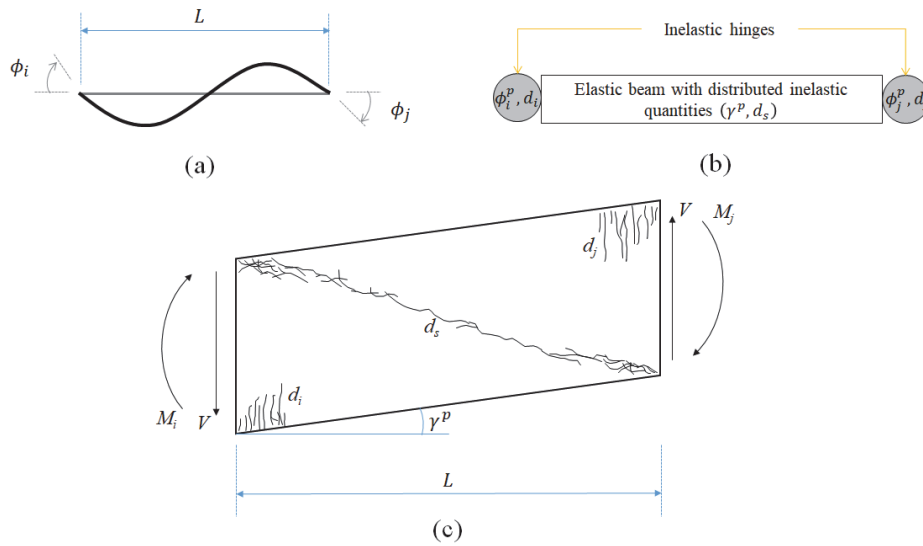 L
ϕᵢ
ϕⱼ
(a)
Inelastic hinges
ϕᵢᵖ, dᵢ
Elastic beam with distributed inelastic
quantities (γᵖ, dₛ)
ϕⱼᵖ, d
(b)
V
Mⱼ
dⱼ
dₛ
dᵢ
Mᵢ
V
γᵖ
L
(c)